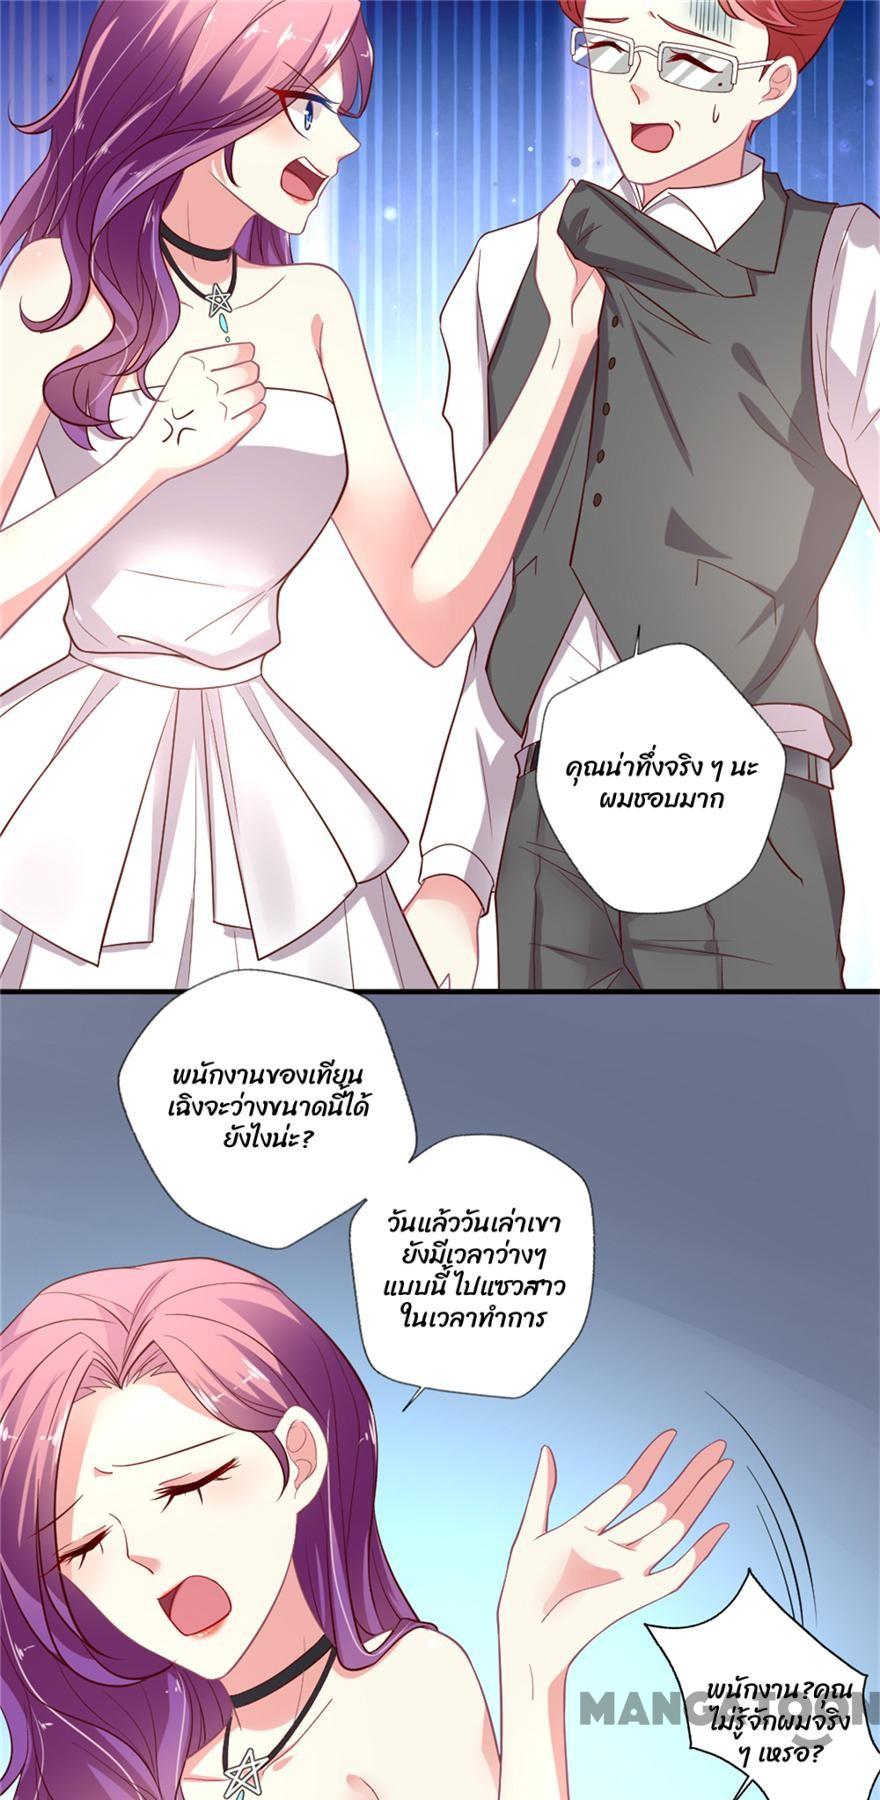 คุณน่าทึ่งจริง ๆ นะ
ผมชอบมาก
พนักงานของเทียน
เฉิงจะว่างขนาดนี้ได้
ยังไงน่ะ?
วันแล้ววันเล่าเขา
ยังมีเวลาว่างๆ
แบบนี้ ไปแซวสาว
ในเวลาทำการ
พนักงาน?คุณ
ไม่รู้จักผมจริง
ๆ เหรอ?
MANGATOON